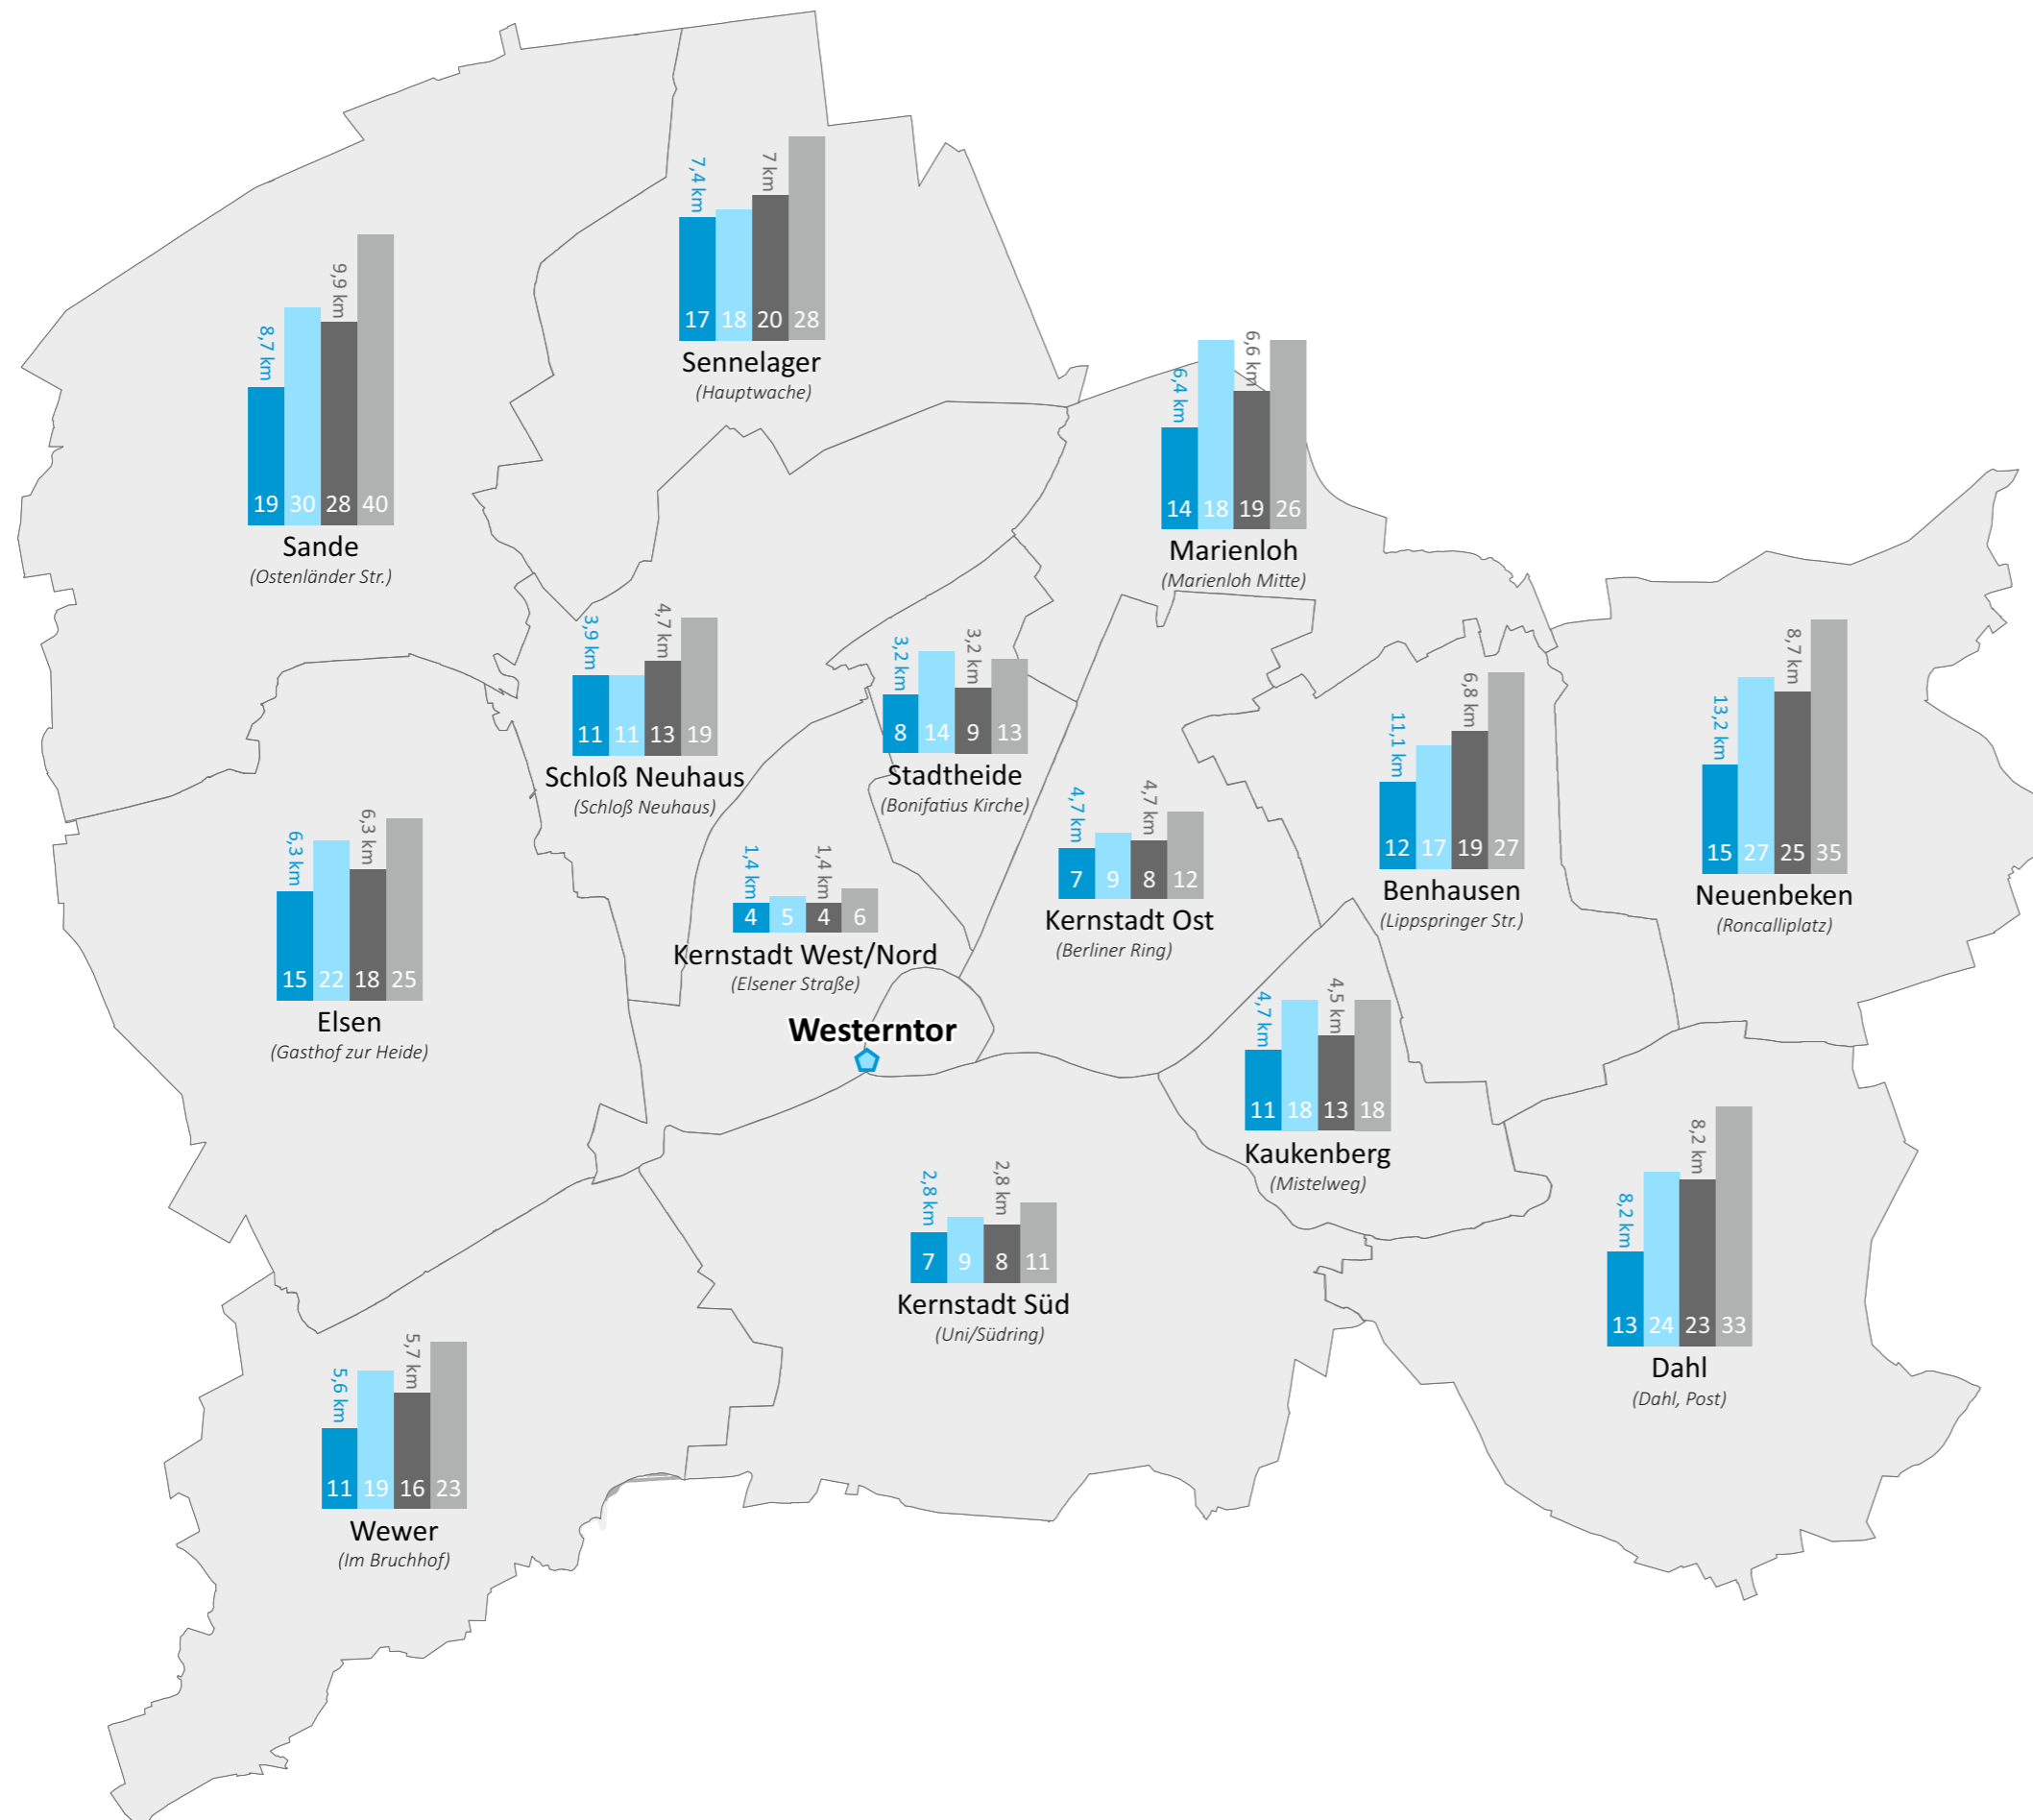 7,4 km
7 km
17 18 20 28
Sennelager
(Hauptwache)
8,7 km
9,9 km
19 30 28 40
Sande
(Ostenländer Str.)
6,4 km
6,6 km
14 18 19 26
Marienloh
(Marienloh Mitte)
3,9 km
4,7 km
11 11 13 19
Schloß Neuhaus
(Schloß Neuhaus)
3,2 km
3,2 km
8 14 9 13
Stadtheide
(Bonifatius Kirche)
13,2 km
8,7 km
15 27 25 35
Neuenbeken
(Roncalliplatz)
11,1 km
6,8 km
12 17 19 27
Benhausen
(Lippspringer Str.)
4,7 km
4,7 km
7 9 8 12
Kernstadt Ost
(Berliner Ring)
1,4 km
1,4 km
4 5 4 6
Kernstadt West/Nord
(Elsener Straße)
6,3 km
6,3 km
15 22 18 25
Elsen
(Gasthof zur Heide)
Westerntor
4,7 km
4,5 km
11 18 13 18
Kaukenberg
(Mistelweg)
2,8 km
2,8 km
7 9 8 11
Kernstadt Süd
(Uni/Südring)
8,2 km
8,2 km
13 24 23 33
Dahl
(Dahl, Post)
5,6 km
5,7 km
11 19 16 23
Wewer
(Im Bruchhof)